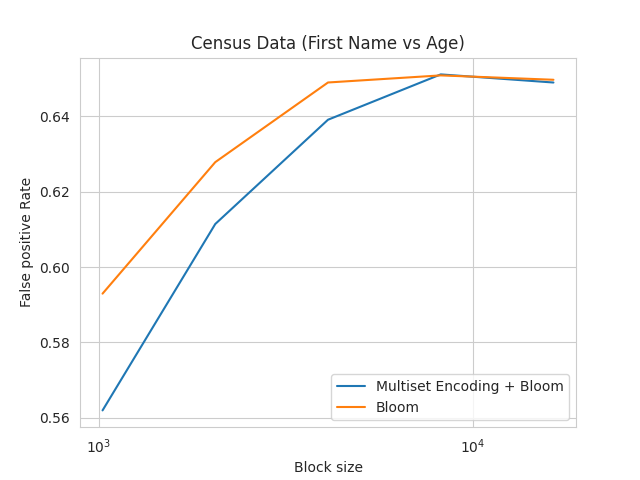 Census Data (First Name vs Age)
False positive Rate
0.64
0.62
0.60
0.58
0.56
Multiset Encoding + Bloom
Bloom
10³
10⁴
Block size